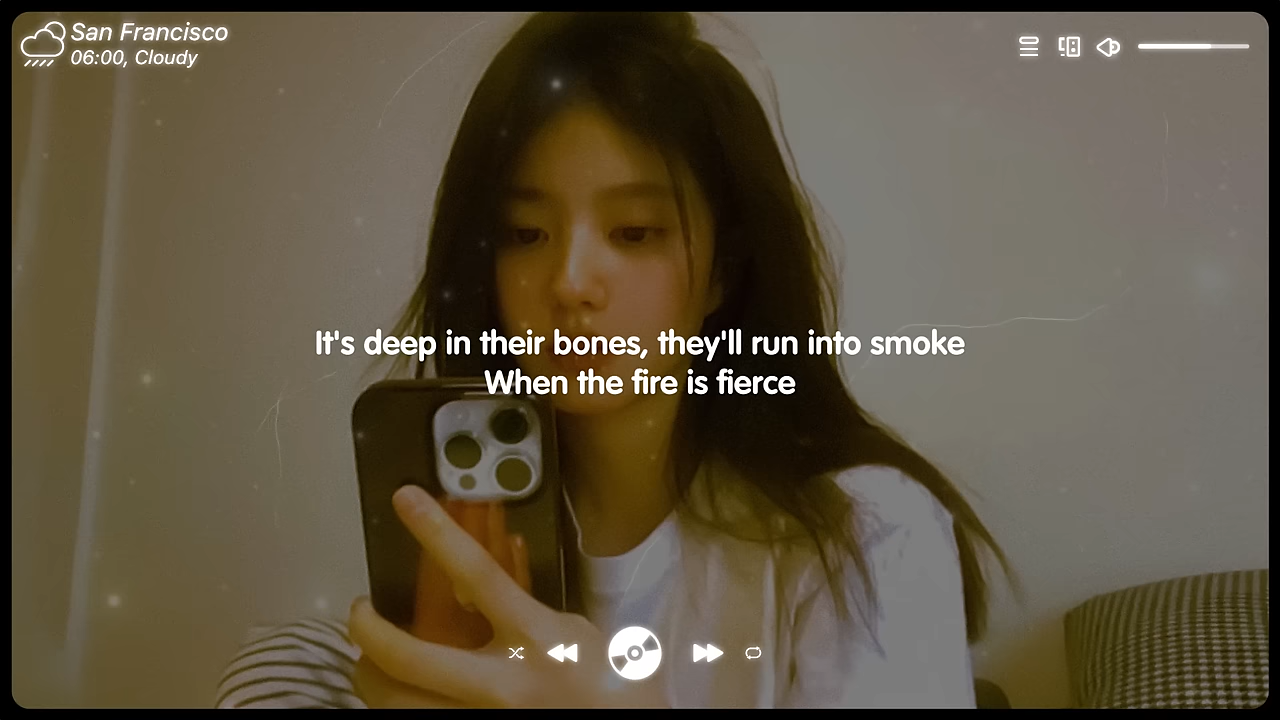 San Francisco
06:00, Cloudy
It's deep in their bones, they'll run into smoke
When the fire is fierce